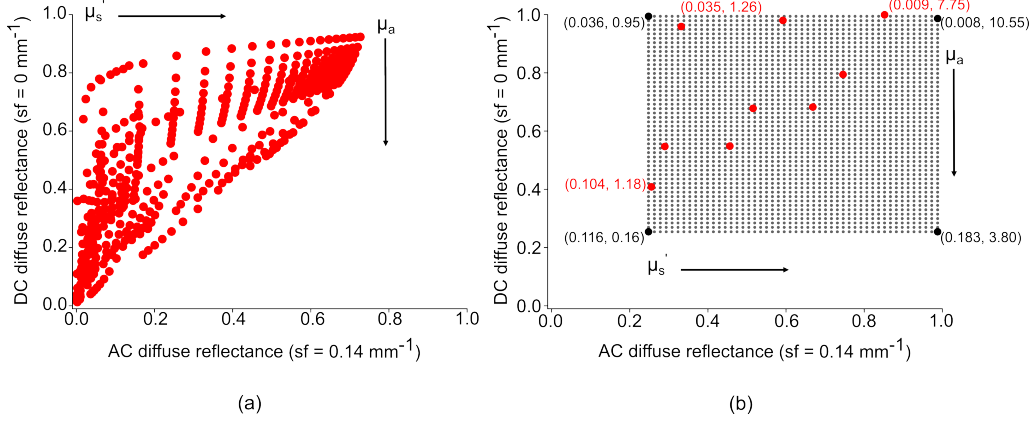 μs'
μa
DC diffuse reflectance (sf = 0 mm-1)
1.0
0.8
0.6
0.4
0.2
0.0
0.0 0.2 0.4 0.6 0.8 1.0
AC diffuse reflectance (sf = 0.14 mm-1)
(a)
(0.035, 1.26)
(0.009, 7.75)
(0.036, 0.95)
(0.008, 10.55)
μa
DC diffuse reflectance (sf = 0 mm-1)
1.0
0.8
0.6
0.4
0.2
0.0
(0.104, 1.18)
(0.116, 0.16)
(0.183, 3.80)
μs'
0.0 0.2 0.4 0.6 0.8 1.0
AC diffuse reflectance (sf = 0.14 mm-1)
(b)